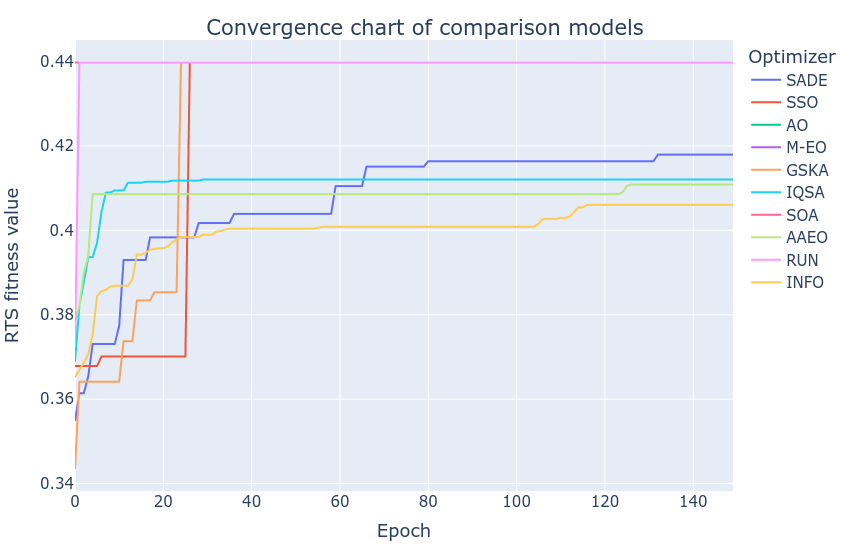 Convergence chart of comparison models
Optimizer
SADE
SSO
AO
M-EO
GSKA
IQSA
SOA
AAEO
RUN
INFO
RTS fitness value
0.44
0.42
0.4
0.38
0.36
0.34
0
20
40
60
80
100
120
140
Epoch